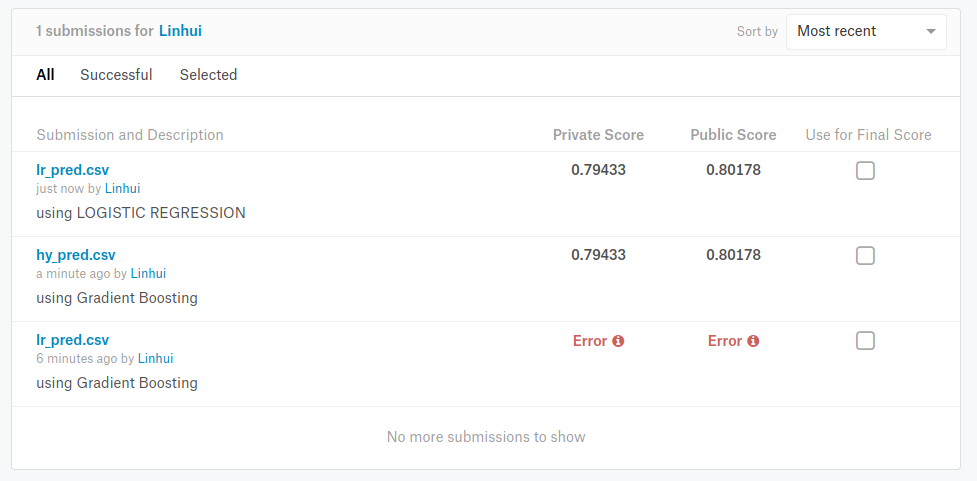 1 submissions for Linhui
Sort by Most recent
All Successful Selected
Submission and Description Private Score Public Score Use for Final Score
lr_pred.csv 0.79433 0.80178
just now by Linhui
using LOGISTIC REGRESSION
hy_pred.csv 0.79433 0.80178
a minute ago by Linhui
using Gradient Boosting
lr_pred.csv Error Error
6 minutes ago by Linhui
using Gradient Boosting
No more submissions to show